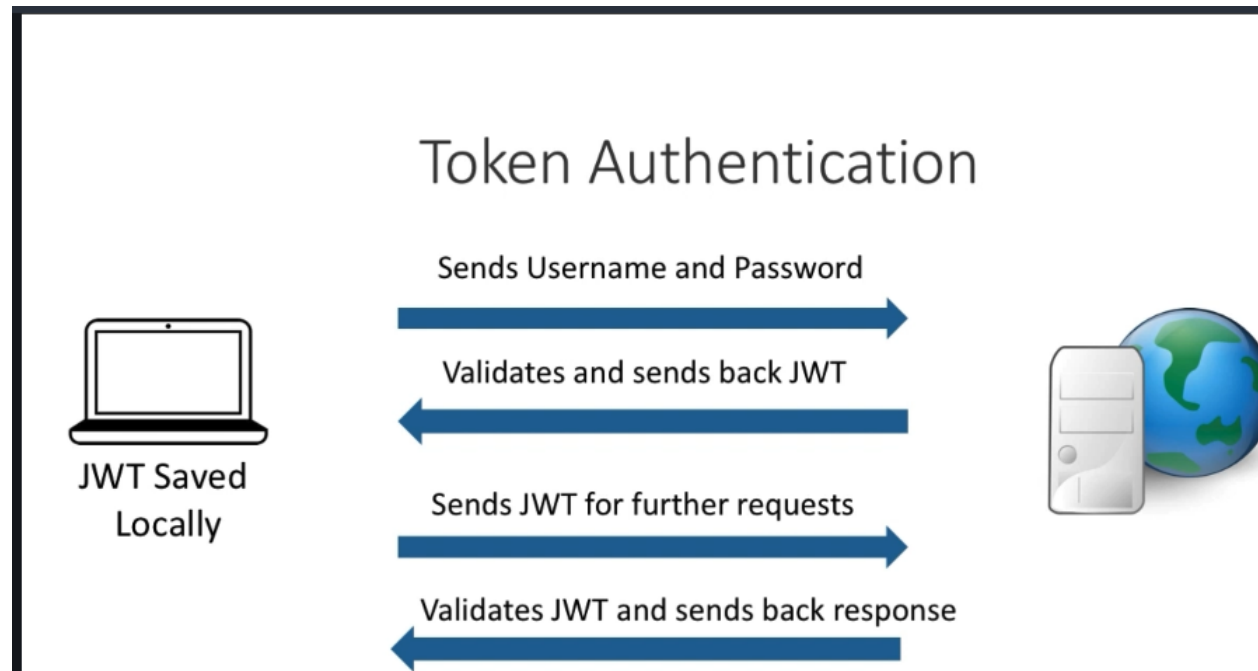 Token Authentication
Sends Username and Password
Validates and sends back JWT
JWT Saved
Locally
Sends JWT for further requests
Validates JWT and sends back response